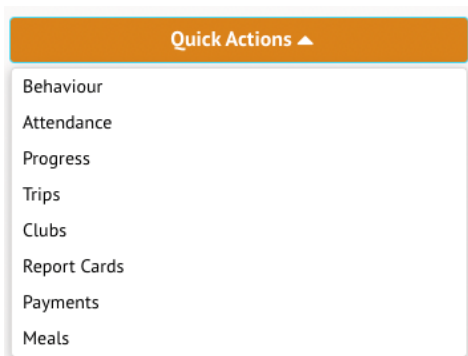 Quick Actions
Behaviour
Attendance
Progress
Trips
Clubs
Report Cards
Payments
Meals